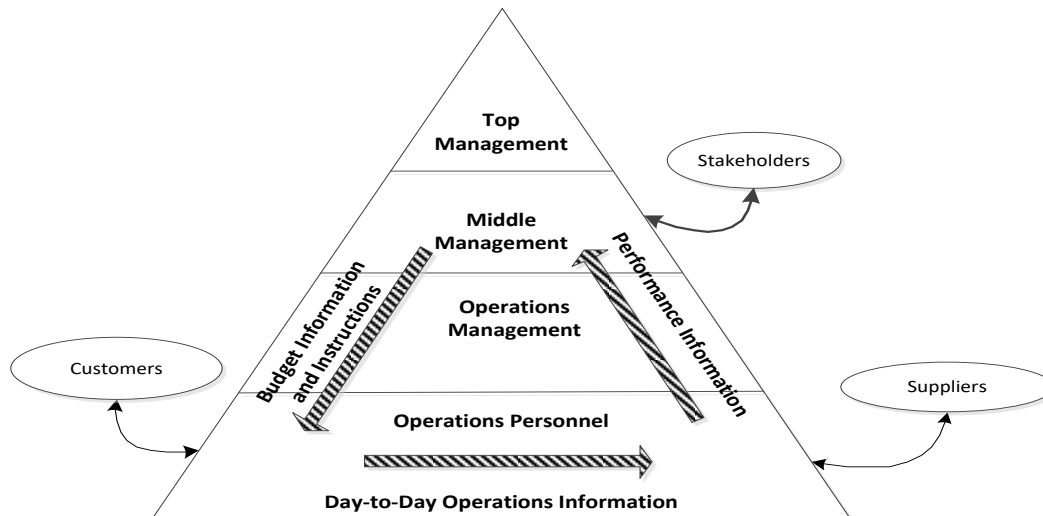 Top
Management
Stakeholders
Middle
Management
Budget Information
and Instructions
Performance Information
Operations
Management
Customers
Suppliers
Operations Personnel
Day-to-Day Operations Information